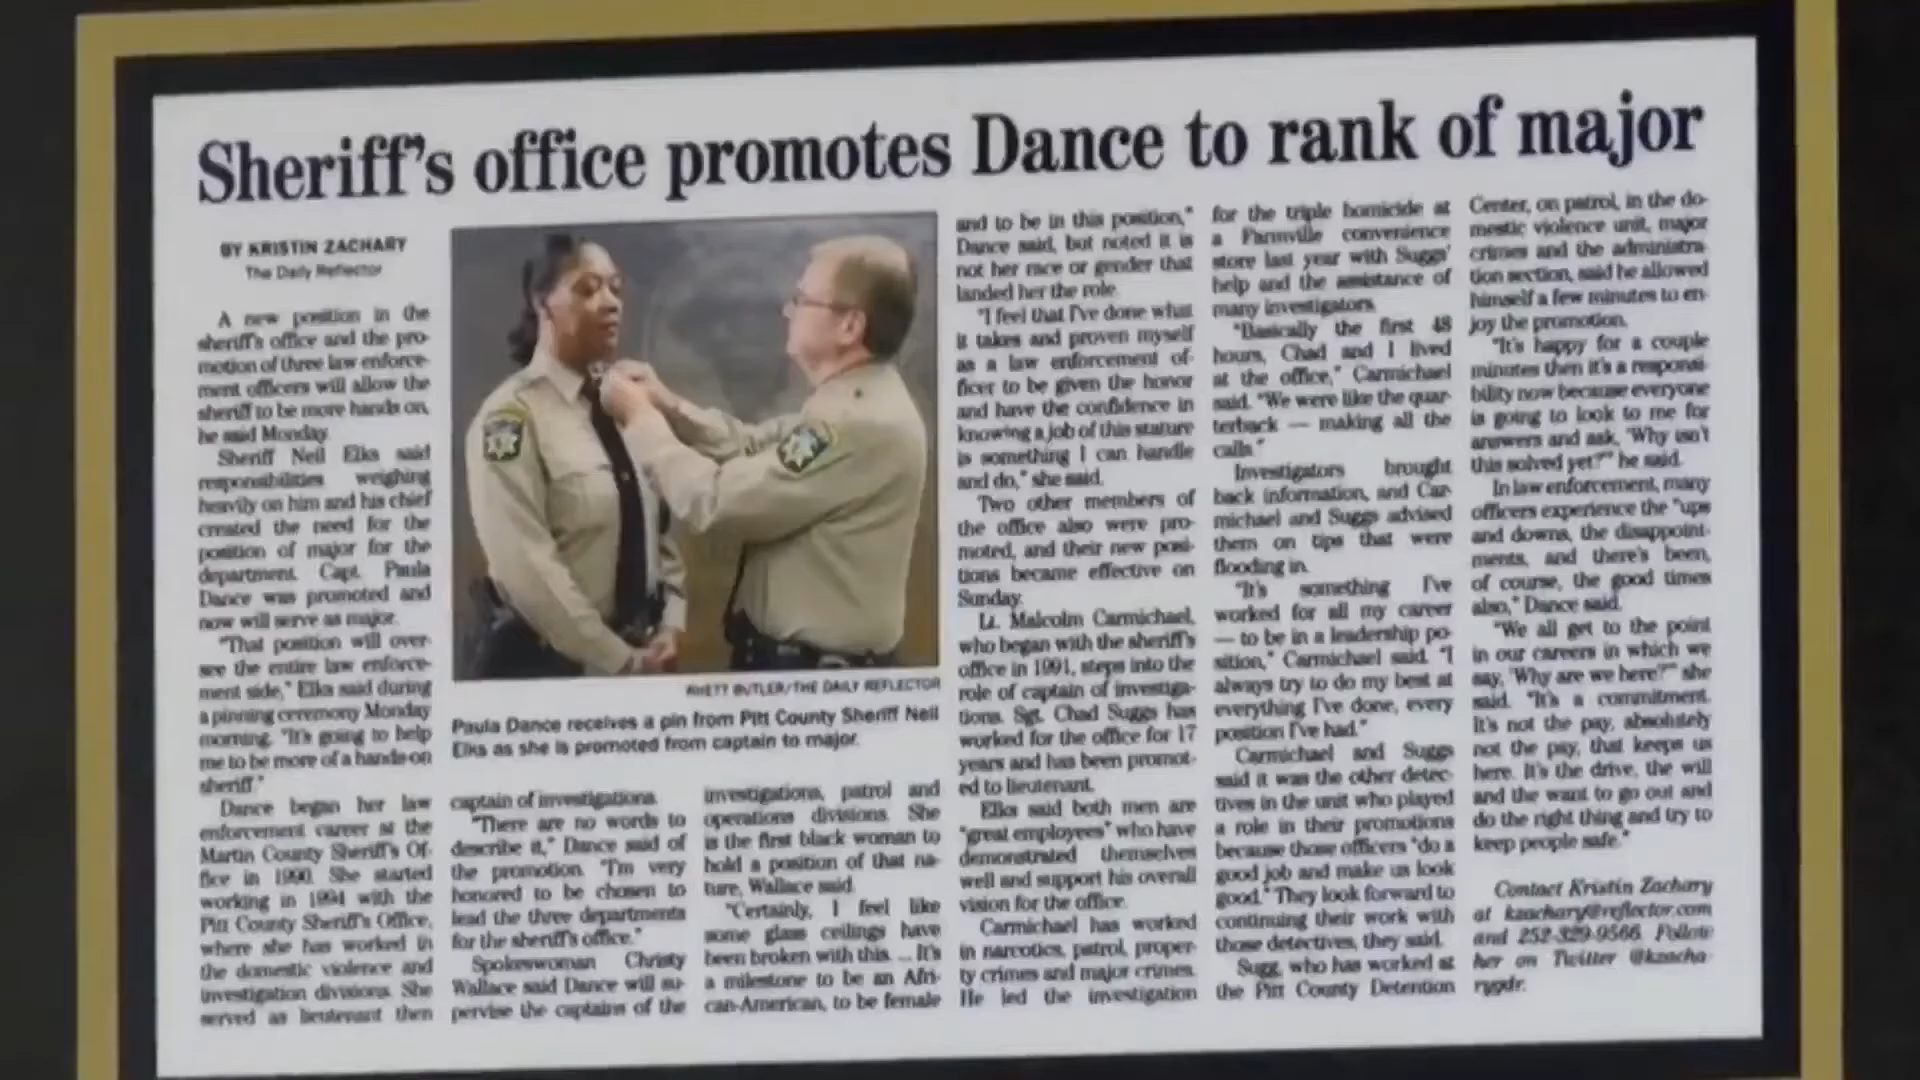 Sheriff's office promotes Dance to rank of major
BY KRISTIN ZACHARY
The Daily Reflector
A new position in the
sheriff's office and the pro-
motion of three law enforce-
ment officers will allow the
sheriff to be more hands on,
he said Monday.
Sheriff Neil Elks said
responsibilities weighing
heavily on him and his chief
created the need for the
position of major for the
department. Capt. Paula
Dance was promoted and
now will serve as major.
"That position will over-
see the entire law enforce-
ment side," Elks said during
a pinning ceremony Monday
morning. "It's going to help
me to be more of a hands-on
sheriff."
Dance began her law
enforcement career at the
Martin County Sheriff's Of-
fice in 1990. She started
working in 1994 with the
Pitt County Sheriff's Office,
where she has worked in
the domestic violence and
investigation divisions. She
served as lieutenant then
RHETT BUTLER/THE DAILY REFLECTOR
Paula Dance receives a pin from Pitt County Sheriff Neil
Elks as she is promoted from captain to major.
captain of investigations.
"There are no words to
describe it," Dance said of
the promotion. "I'm very
honored to be chosen to
lead the three departments
for the sheriff's office."
Spokeswoman Christy
Wallace said Dance will su-
pervise the captains of the
investigations, patrol and
operations divisions. She
is the first black woman to
hold a position of that na-
ture, Wallace said.
"Certainly, I feel like
some glass ceilings have
been broken with this. ... It's
a milestone to be an Afri-
can-American, to be female
and to be in this position,"
Dance said, but noted it is
not her race or gender that
landed her the role.
"I feel that I've done what
it takes and proven myself
as a law enforcement of-
ficer to be given the honor
and have the confidence in
knowing a job of this stature
is something I can handle
and do," she said.
Two other members of
the office also were pro-
moted, and their new posi-
tions became effective on
Sunday.
Lt. Malcolm Carmichael,
who began with the sheriff's
office in 1991, steps into the
role of captain of investiga-
tions. Sgt. Chad Suggs has
worked for the office for 17
years and has been promot-
ed to lieutenant.
Elks said both men are
"great employees" who have
demonstrated themselves
well and support his overall
vision for the office.
Carmichael has worked
in narcotics, patrol, proper-
ty crimes and major crimes.
He led the investigation
for the triple homicide at
a Farmville convenience
store last year with Suggs'
help and the assistance of
many investigators.
"Basically the first 48
hours, Chad and I lived
at the office," Carmichael
said. "We were like the quar-
terback — making all the
calls."
Investigators brought
back information, and Car-
michael and Suggs advised
them on tips that were
flooding in.
"It's something I've
worked for all my career
— to be in a leadership po-
sition," Carmichael said. "I
always try to do my best at
everything I've done, every
position I've had."
Carmichael and Suggs
said it was the other detec-
tives in the unit who played
a role in their promotions
because those officers "do a
good job and make us look
good." They look forward to
continuing their work with
those detectives, they said.
Sugg, who has worked at
the Pitt County Detention
Center, on patrol, in the do-
mestic violence unit, major
crimes and the administra-
tion section, said he allowed
himself a few minutes to en-
joy the promotion.
"It's happy for a couple
minutes then it's a responsi-
bility now because everyone
is going to look to me for
answers and ask, 'Why isn't
this solved yet?'" he said.
In law enforcement, many
officers experience the "ups
and downs, the disappoint-
ments, and there's been,
of course, the good times
also," Dance said.
"We all get to the point
in our careers in which we
say, 'Why are we here?'" she
said. "It's a commitment.
It's not the pay, absolutely
not the pay, that keeps us
here. It's the drive, the will
and the want to go out and
do the right thing and try to
keep people safe."
Contact Kristin Zachary
at kzachary@reflector.com
and 252-329-9566. Follow
her on Twitter @kzacha-
rygdr.